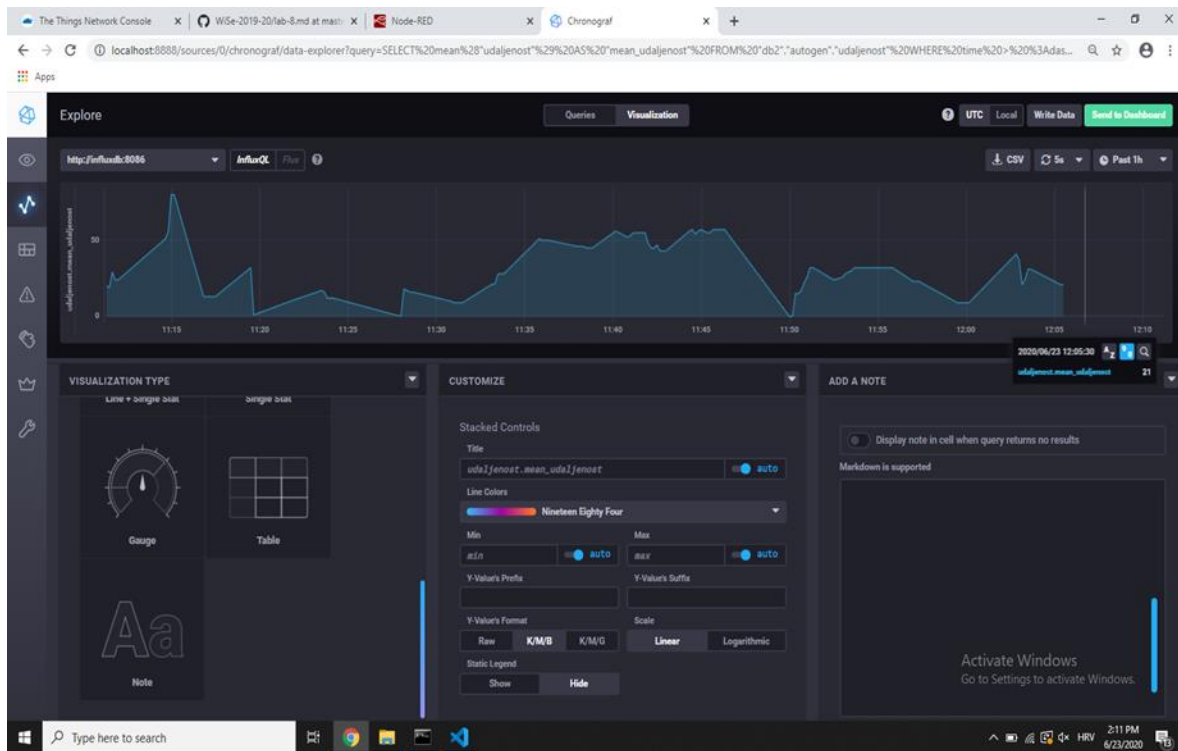 The Things Network Console
WiSe-2019-20/lab-8.md at mast
Node-RED
Chronograf
localhost:8888/sources/0/chronograf/data-explorer?query=SELECT%20mean%28"udaljenost"%29%20AS%20"mean_udaljenost"%20FROM%20"db2"."autogen"."udaljenost"%20WHERE%20time%20>%20%3Adas...
Apps
Explore
Queries
Visualization
UTC
Local
Write Data
Send to Dashboard
http://influxdb:8086
InfluxQL
Flux
CSV
5s
Past 1h
udaljenost.mean_udaljenost
50
0
11:15
11:20
11:25
11:30
11:35
11:40
11:45
11:50
11:55
12:00
12:05
12:10
2020/06/23 12:05:30
udaljenost.mean_udaljenost 21
VISUALIZATION TYPE
Line + Single Stat
Single Stat
Gauge
Table
Aa
Note
CUSTOMIZE
Stacked Controls
Title
udaljenost.mean_udaljenost
auto
Line Colors
Nineteen Eighty Four
Min
Max
min
auto
max
auto
Y-Value's Prefix
Y-Value's Suffix
Y-Value's Format
Scale
Raw
K/M/B
K/M/G
Linear
Logarithmic
Static Legend
Show
Hide
ADD A NOTE
Display note in cell when query returns no results
Markdown is supported
Activate Windows
Go to Settings to activate Windows.
Type here to search
HRV
2:11 PM
6/23/2020